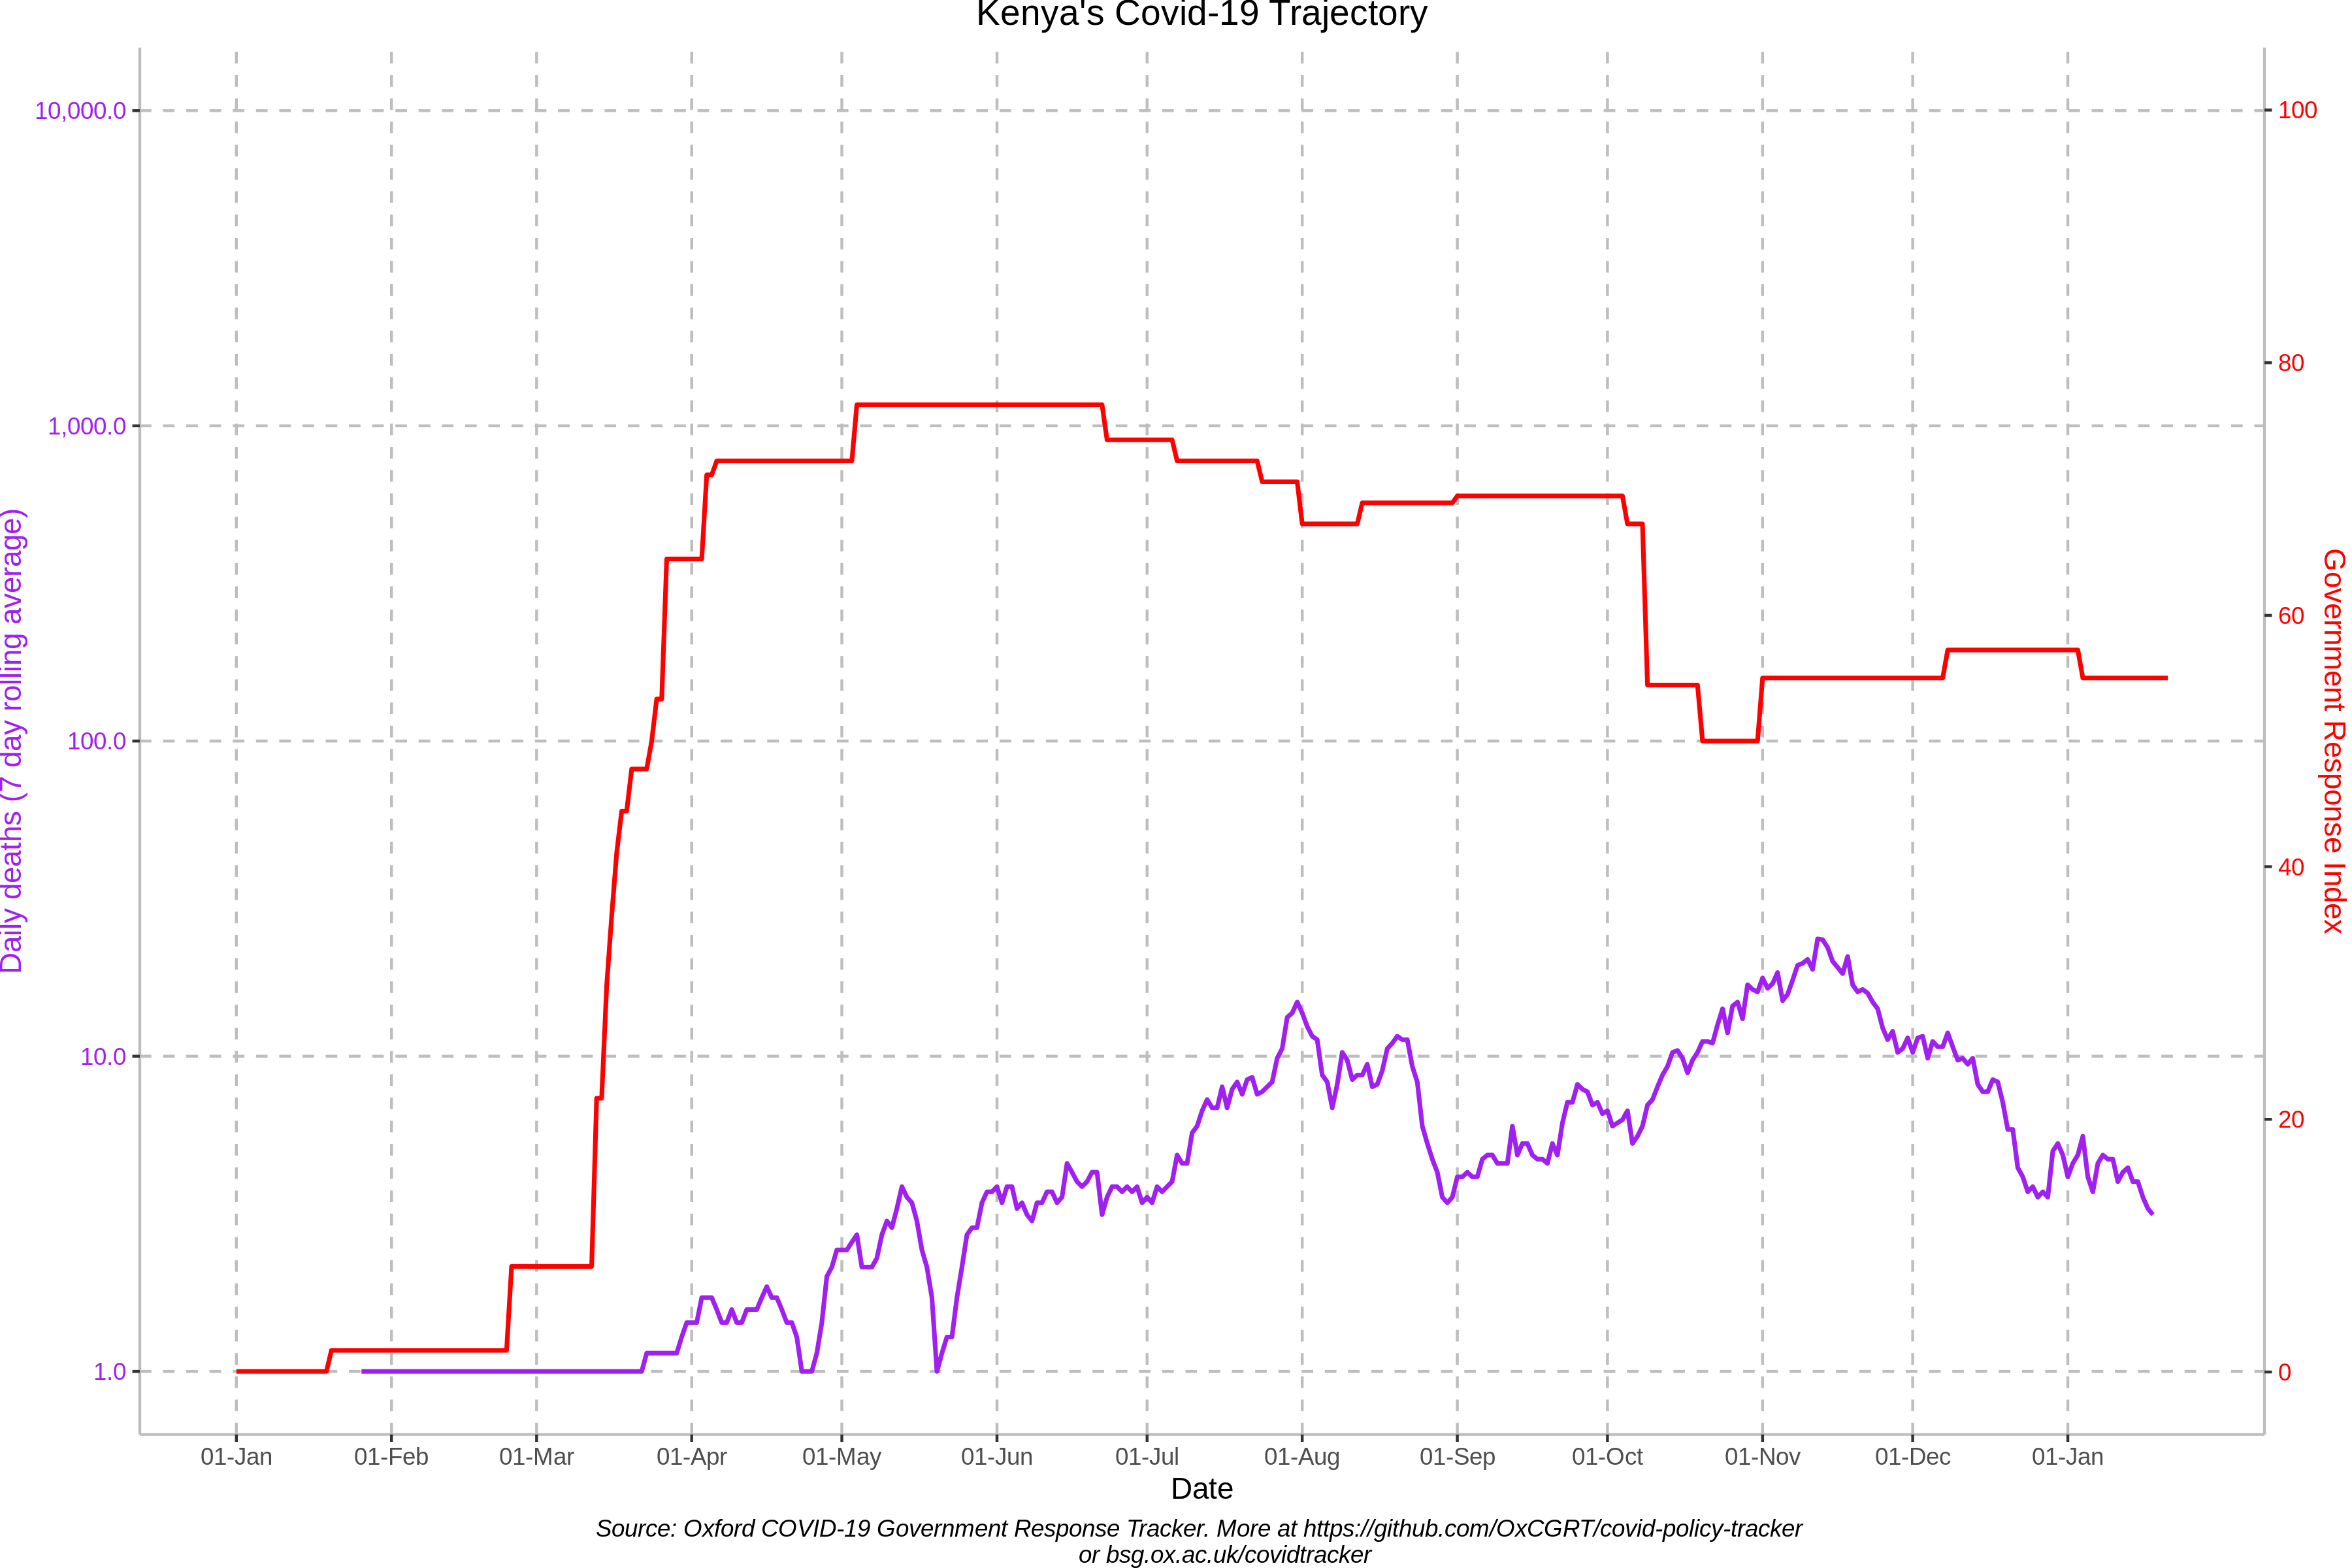 Kenya's Covid-19 Trajectory
10,000.0
1,000.0
100.0
10.0
1.0
Daily deaths (7 day rolling average)
100
80
60
40
20
0
Government Response Index
01-Jan 01-Feb 01-Mar 01-Apr 01-May 01-Jun 01-Jul 01-Aug 01-Sep 01-Oct 01-Nov 01-Dec 01-Jan
Date
Source: Oxford COVID-19 Government Response Tracker. More at https://github.com/OxCGRT/covid-policy-tracker
or bsg.ox.ac.uk/covidtracker